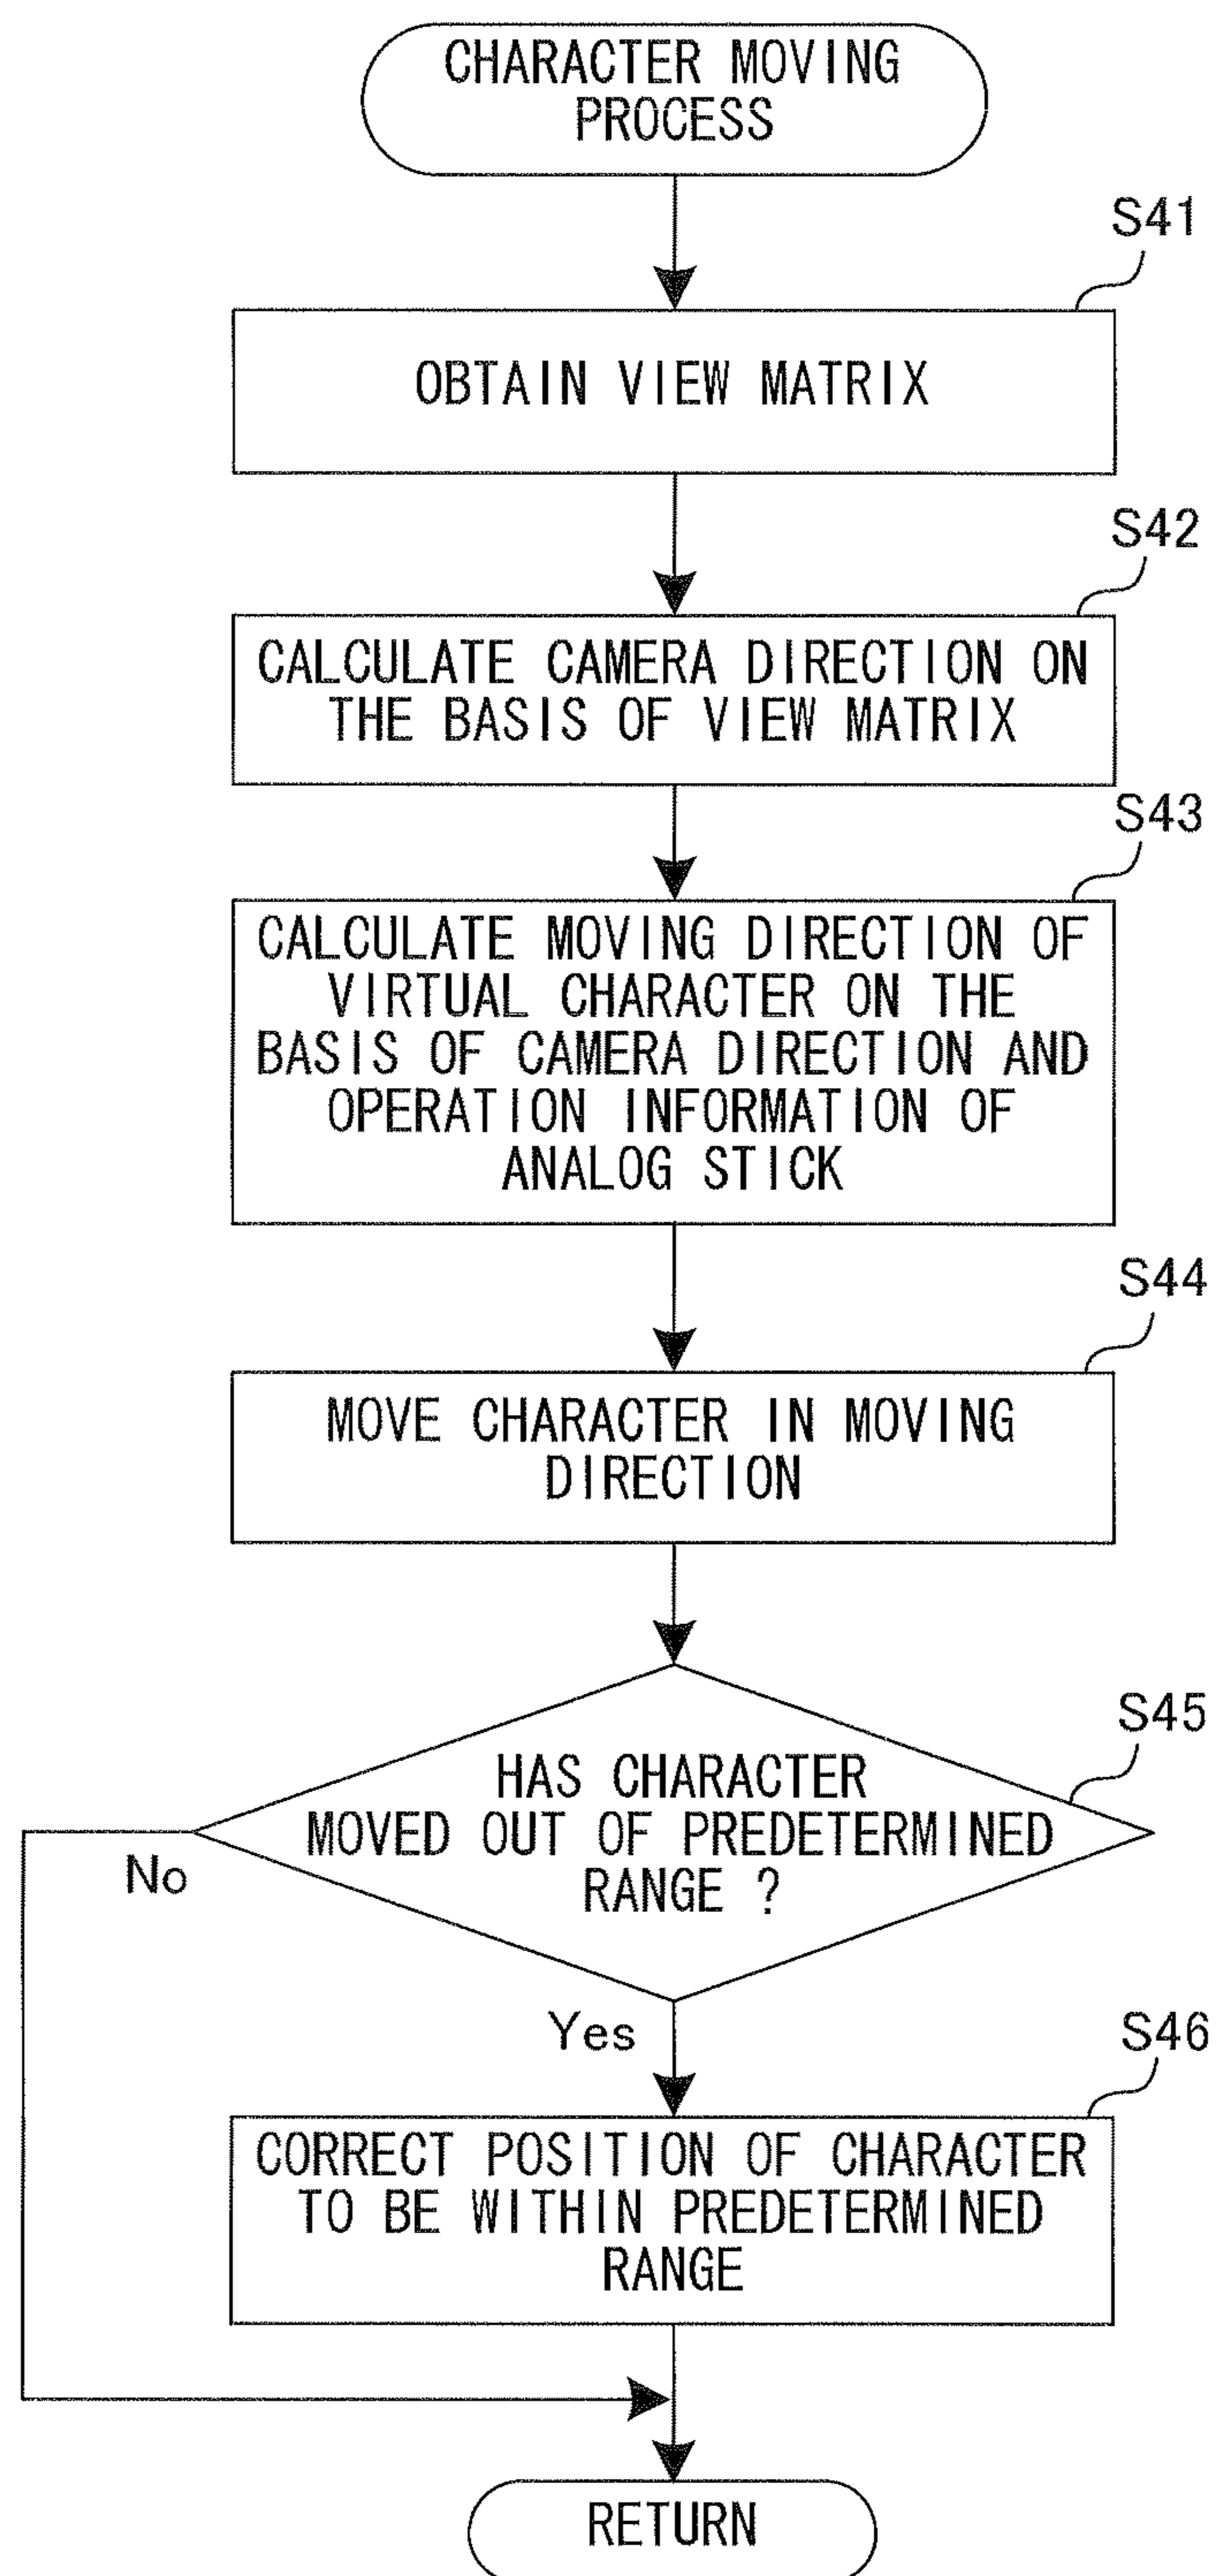 CHARACTER MOVING
PROCESS
S41
OBTAIN VIEW MATRIX
S42
CALCULATE CAMERA DIRECTION ON
THE BASIS OF VIEW MATRIX
S43
CALCULATE MOVING DIRECTION OF
VIRTUAL CHARACTER ON THE
BASIS OF CAMERA DIRECTION AND
OPERATION INFORMATION OF
ANALOG STICK
S44
MOVE CHARACTER IN MOVING
DIRECTION
S45
HAS CHARACTER
MOVED OUT OF PREDETERMINED
RANGE ?
No
Yes
S46
CORRECT POSITION OF CHARACTER
TO BE WITHIN PREDETERMINED
RANGE
RETURN